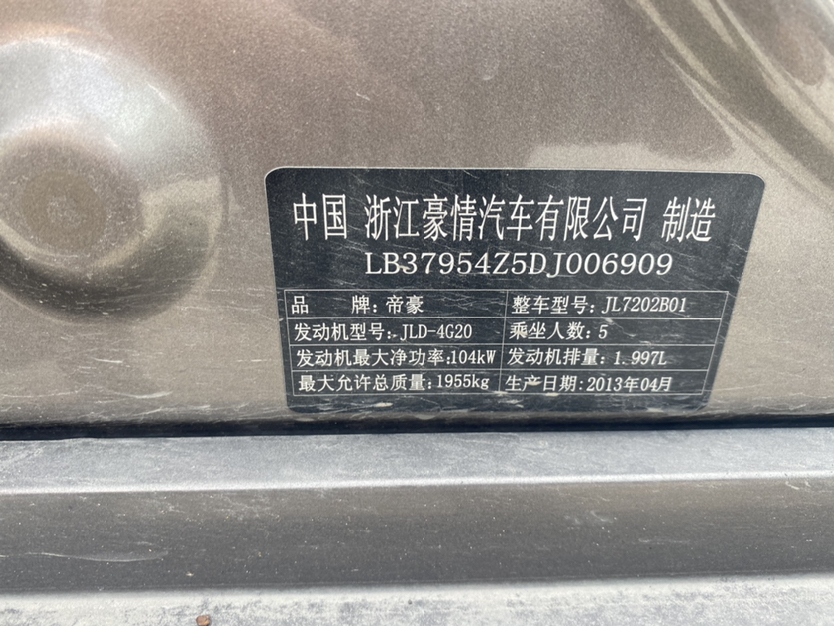 中国 浙江豪情汽车有限公司 制造
LB37954Z5DJ006909
品 牌:帝豪 整车型号:JL7202B01
发动机型号:JLD-4G20 乘坐人数:5
发动机最大净功率:104kW 发动机排量:1.997L
最大允许总质量:1955kg 生产日期:2013年04月